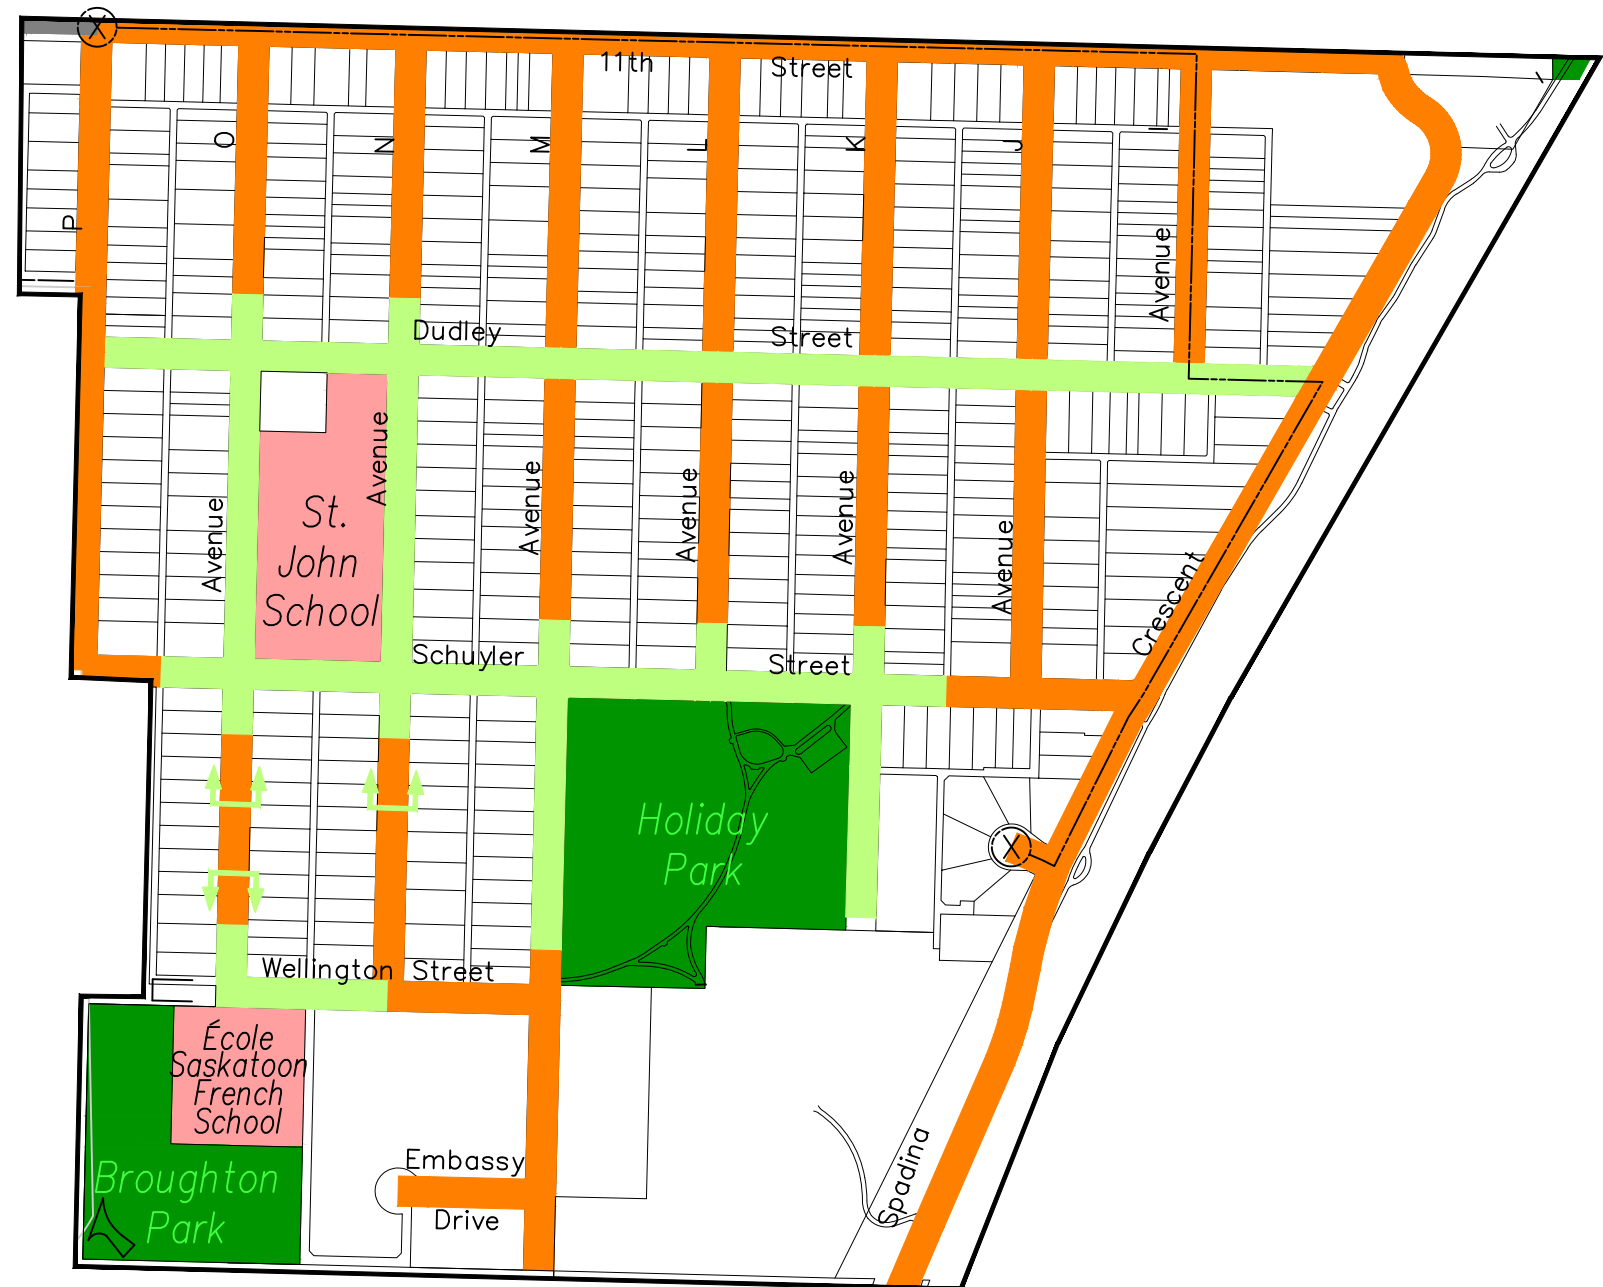 X
11th Street
P
O
N
M
L
K
J
I
Avenue
Dudley Street
Avenue
Avenue
Avenue
Avenue
Avenue
Avenue
St.
John
School
Crescent
Schuyler Street
Holiday
Park
X
Wellington Street
École
Saskatoon
French
School
Embassy
Drive
Broughton
Park
Spadina